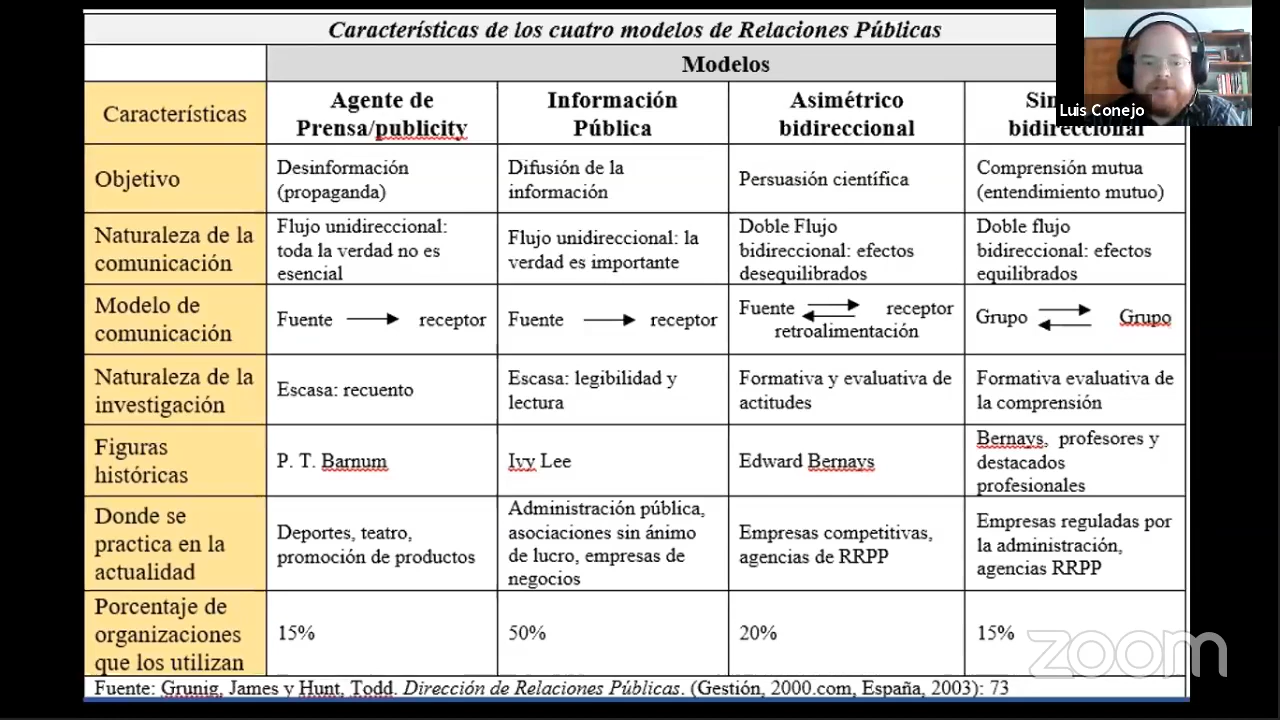 Características de los cuatro modelos de Relaciones Públicas
Modelos
Características
Agente de
Prensa/publicity
Información
Pública
Asimétrico
bidireccional
bidireccional
Luis Conejo
Objetivo
Desinformación
(propaganda)
Difusión de la
información
Persuasión científica
Comprensión mutua
(entendimiento mutuo)
Naturaleza de la
comunicación
Flujo unidireccional:
toda la verdad no es
esencial
Flujo unidireccional: la
verdad es importante
Doble Flujo
bidireccional: efectos
desequilibrados
Doble flujo
bidireccional: efectos
equilibrados
Modelo de
comunicación
Fuente receptor
Fuente receptor
Fuente receptor
retroalimentación
Grupo Grupo
Naturaleza de la
investigación
Escasa: recuento
Escasa: legibilidad y
lectura
Formativa y evaluativa de
actitudes
Formativa evaluativa de
la comprensión
Figuras
históricas
P. T. Barnum
Ivy Lee
Edward Bernays
Bernays, profesores y
destacados
profesionales
Donde se
practica en la
actualidad
Deportes, teatro,
promoción de productos
Administración pública,
asociaciones sin ánimo
de lucro, empresas de
negocios
Empresas competitivas,
agencias de RRPP
Empresas reguladas por
la administración,
agencias RRPP
Porcentaje de
organizaciones
que los utilizan
15%
50%
20%
15%
zoom
Fuente: Grunig, James y Hunt, Todd. Dirección de Relaciones Públicas. (Gestión, 2000.com, España, 2003): 73